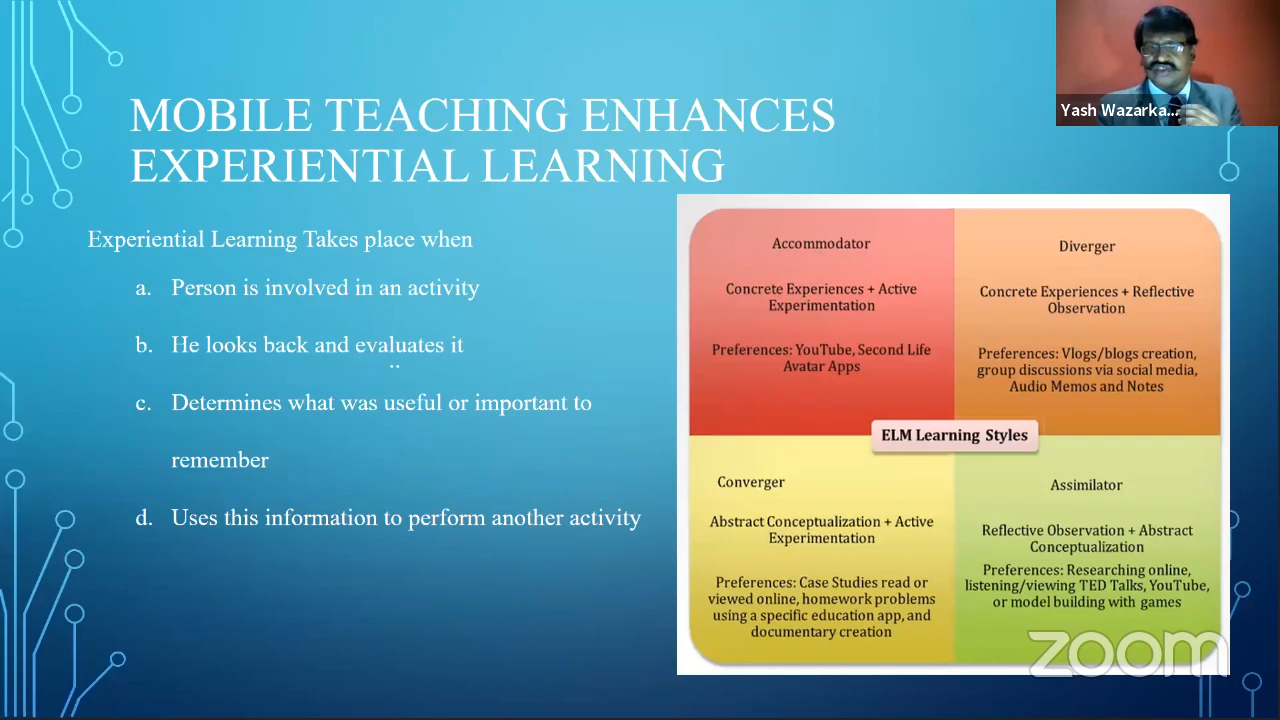 MOBILE TEACHING ENHANCES
EXPERIENTIAL LEARNING
Yash Wazarka...
Experiential Learning Takes place when
a. Person is involved in an activity
b. He looks back and evaluates it
c. Determines what was useful or important to
remember
d. Uses this information to perform another activity
Accommodator
Concrete Experiences + Active
Experimentation
Preferences: YouTube, Second Life
Avatar Apps
Diverger
Concrete Experiences + Reflective
Observation
Preferences: Vlogs/blogs creation,
group discussions via social media,
Audio Memos and Notes
ELM Learning Styles
Converger
Abstract Conceptualization + Active
Experimentation
Preferences: Case Studies read or
viewed online, homework problems
using a specific education app, and
documentary creation
Assimilator
Reflective Observation + Abstract
Conceptualization
Preferences: Researching online,
listening/viewing TED Talks, YouTube,
or model building with games
zoom